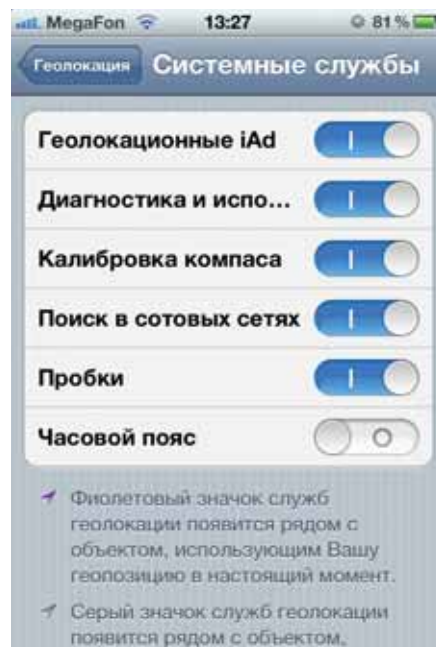 MegaFon 13:27 81 %
Геолокация Системные службы
Геолокационные iAd
Диагностика и испо...
Калибровка компаса
Поиск в сотовых сетях
Пробки
Часовой пояс
Фиолетовый значок служб
геолокации появится рядом с
объектом, использующим Вашу
геопозицию в настоящий момент.
Серый значок служб геолокации
появится рядом с объектом,